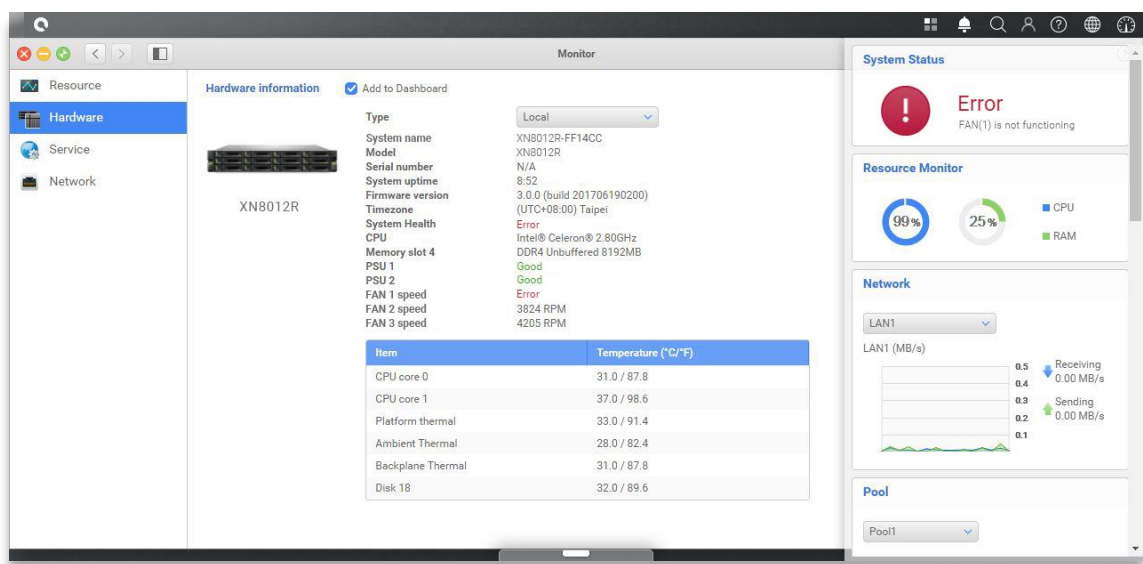 Monitor
Resource
Hardware
Service
Network
Hardware information
Add to Dashboard
XN8012R
Type Local
System name XN8012R-FF14CC
Model XN8012R
Serial number N/A
System uptime 8:52
Firmware version 3.0.0 (build 201706190200)
Timezone (UTC+08:00) Taipei
System Health Error
CPU Intel® Celeron® 2.80GHz
Memory slot 4 DDR4 Unbuffered 8192MB
PSU 1 Good
PSU 2 Good
FAN 1 speed Error
FAN 2 speed 3824 RPM
FAN 3 speed 4205 RPM
Item Temperature (°C/°F)
CPU core 0 31.0 / 87.8
CPU core 1 37.0 / 98.6
Platform thermal 33.0 / 91.4
Ambient Thermal 28.0 / 82.4
Backplane Thermal 31.0 / 87.8
Disk 18 32.0 / 89.6
System Status
Error
FAN(1) is not functioning
Resource Monitor
99%
25%
CPU
RAM
Network
LAN1
LAN1 (MB/s)
0.5
0.4
0.3
0.2
0.1
Receiving
0.00 MB/s
Sending
0.00 MB/s
Pool
Pool1